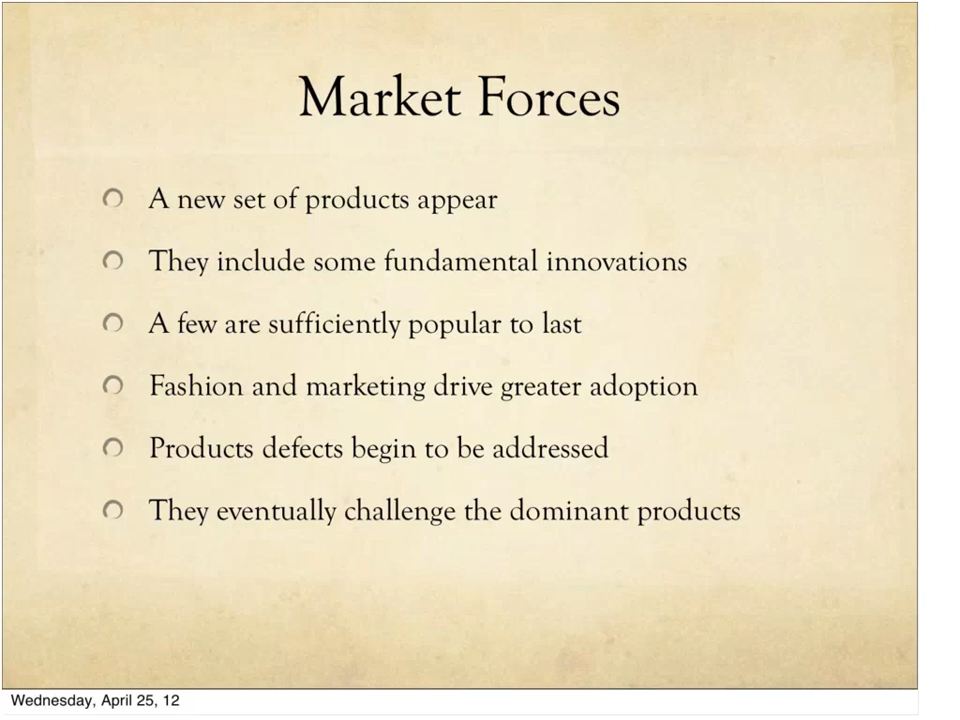 Market Forces
A new set of products appear
They include some fundamental innovations
A few are sufficiently popular to last
Fashion and marketing drive greater adoption
Products defects begin to be addressed
They eventually challenge the dominant products
Wednesday, April 25, 12